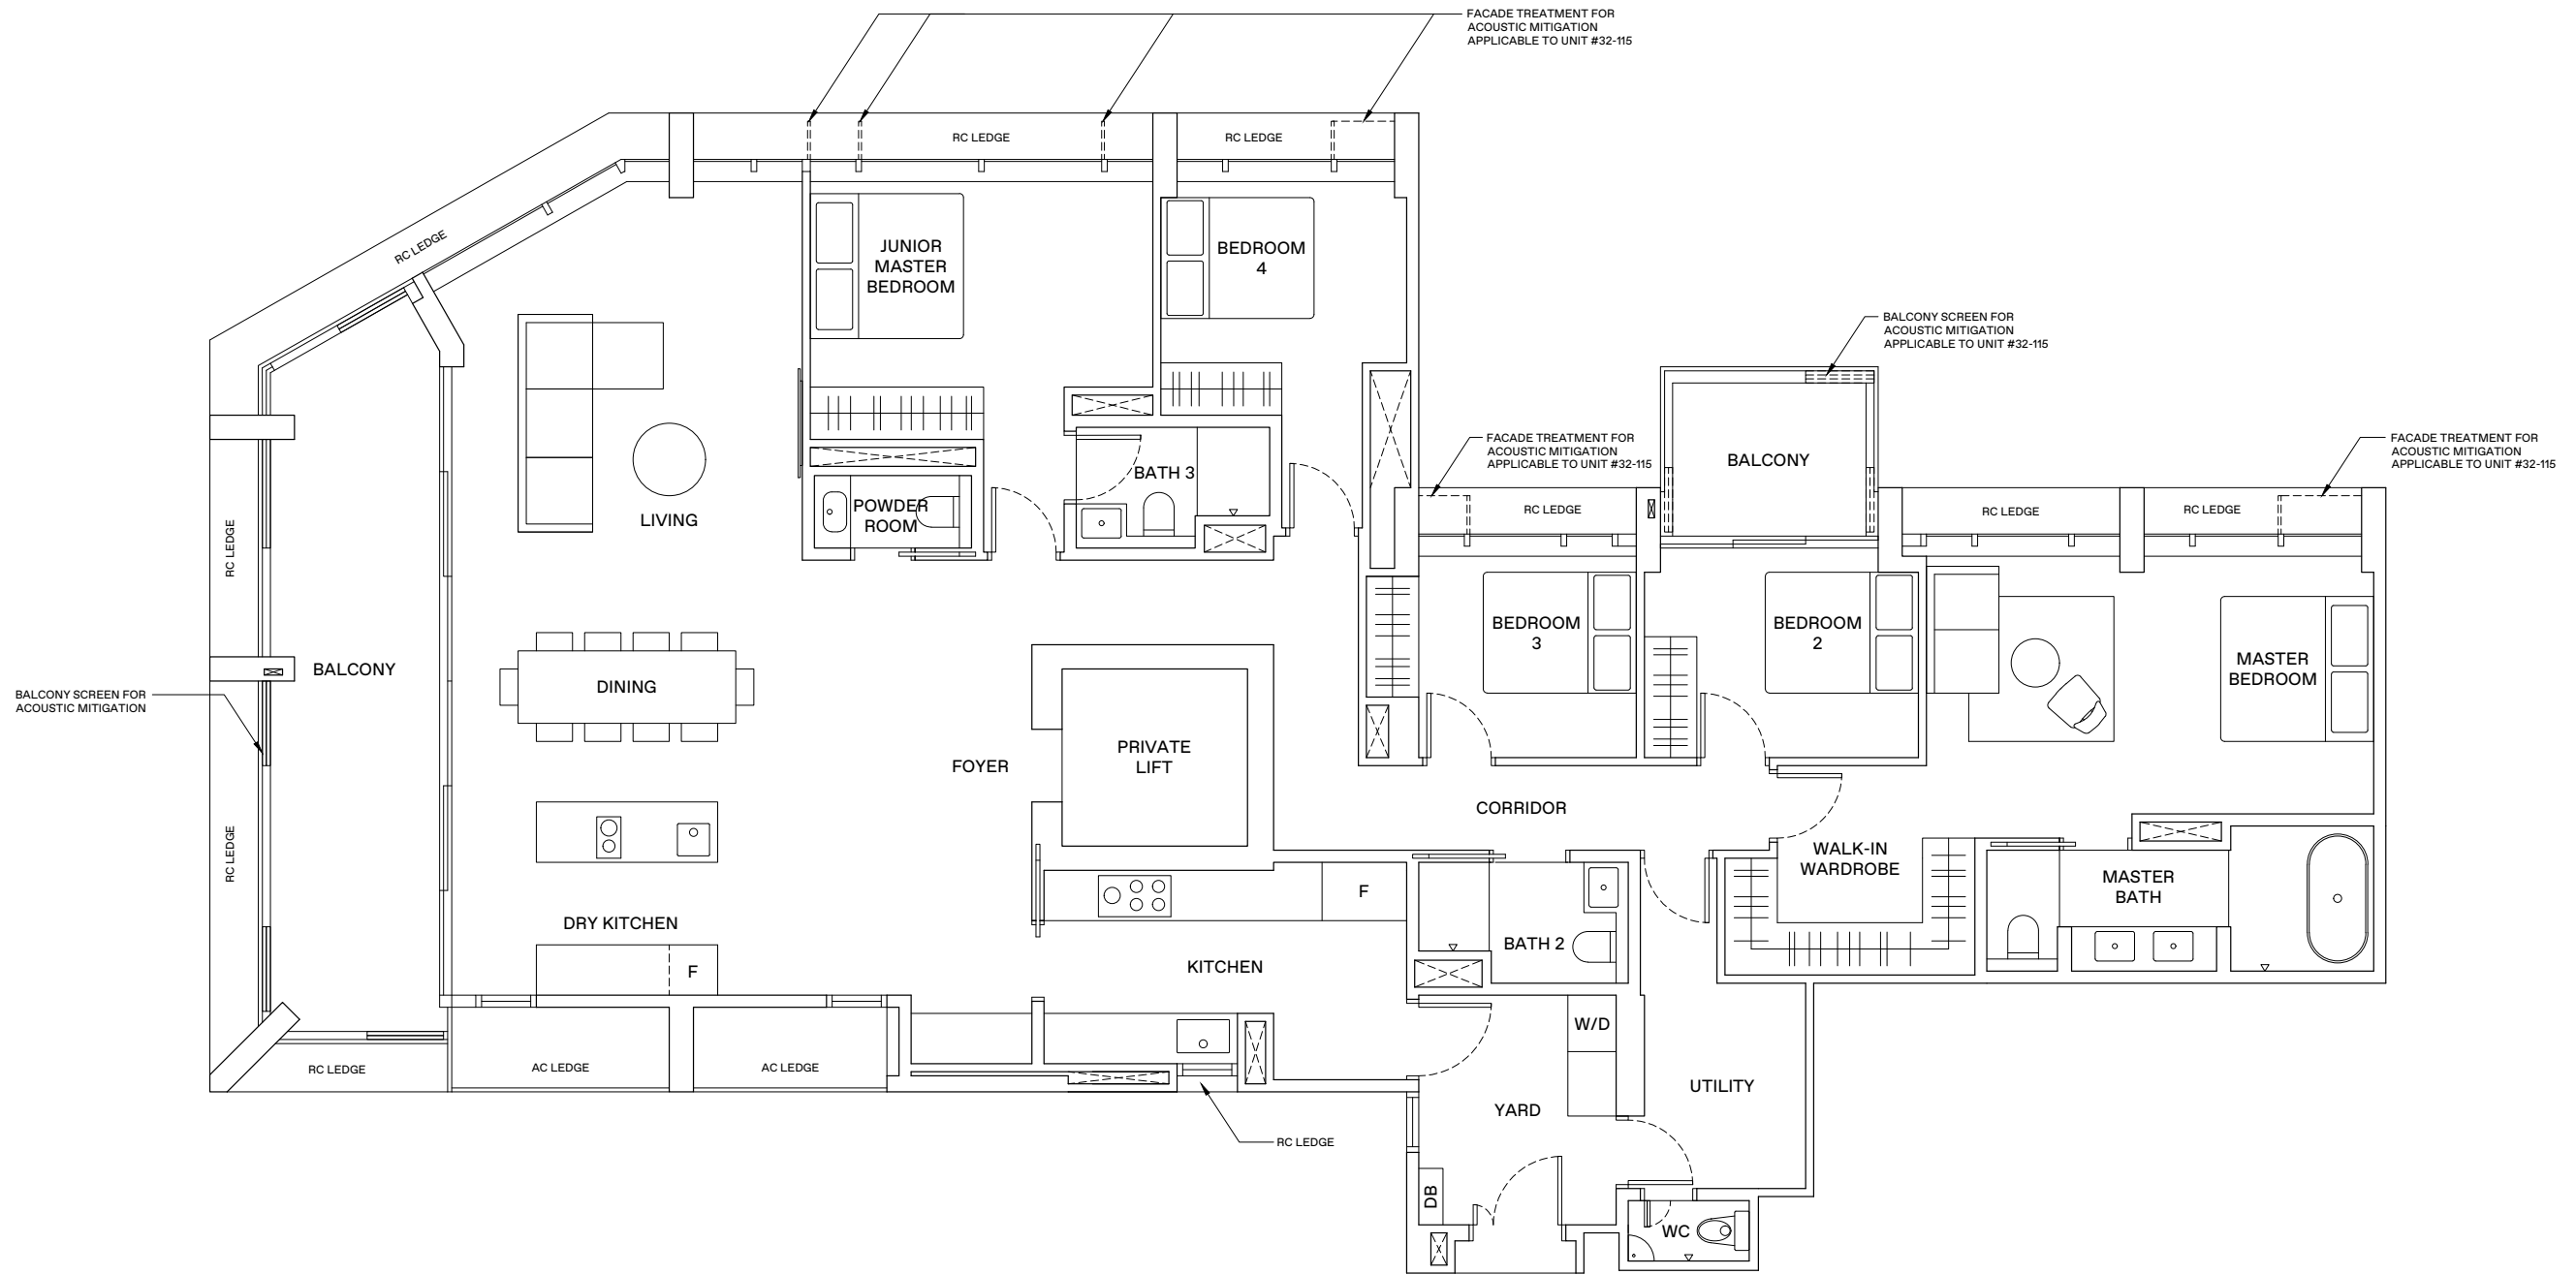 FACADE TREATMENT FOR
ACOUSTIC MITIGATION
APPLICABLE TO UNIT #32-115
RC LEDGE
RC LEDGE
RC LEDGE
JUNIOR
MASTER
BEDROOM
BEDROOM
4
BALCONY SCREEN FOR
ACOUSTIC MITIGATION
APPLICABLE TO UNIT #32-115
FACADE TREATMENT FOR
ACOUSTIC MITIGATION
APPLICABLE TO UNIT #32-115
BALCONY
FACADE TREATMENT FOR
ACOUSTIC MITIGATION
APPLICABLE TO UNIT #32-115
BATH 3
POWDER
ROOM
LIVING
RC LEDGE
RC LEDGE
RC LEDGE
RC LEDGE
BEDROOM
3
BEDROOM
2
MASTER
BEDROOM
BALCONY
DINING
BALCONY SCREEN FOR
ACOUSTIC MITIGATION
PRIVATE
LIFT
FOYER
CORRIDOR
RC LEDGE
WALK-IN
WARDROBE
MASTER
BATH
F
DRY KITCHEN
BATH 2
F
KITCHEN
W/D
RC LEDGE
AC LEDGE
AC LEDGE
UTILITY
YARD
RC LEDGE
DB
WC